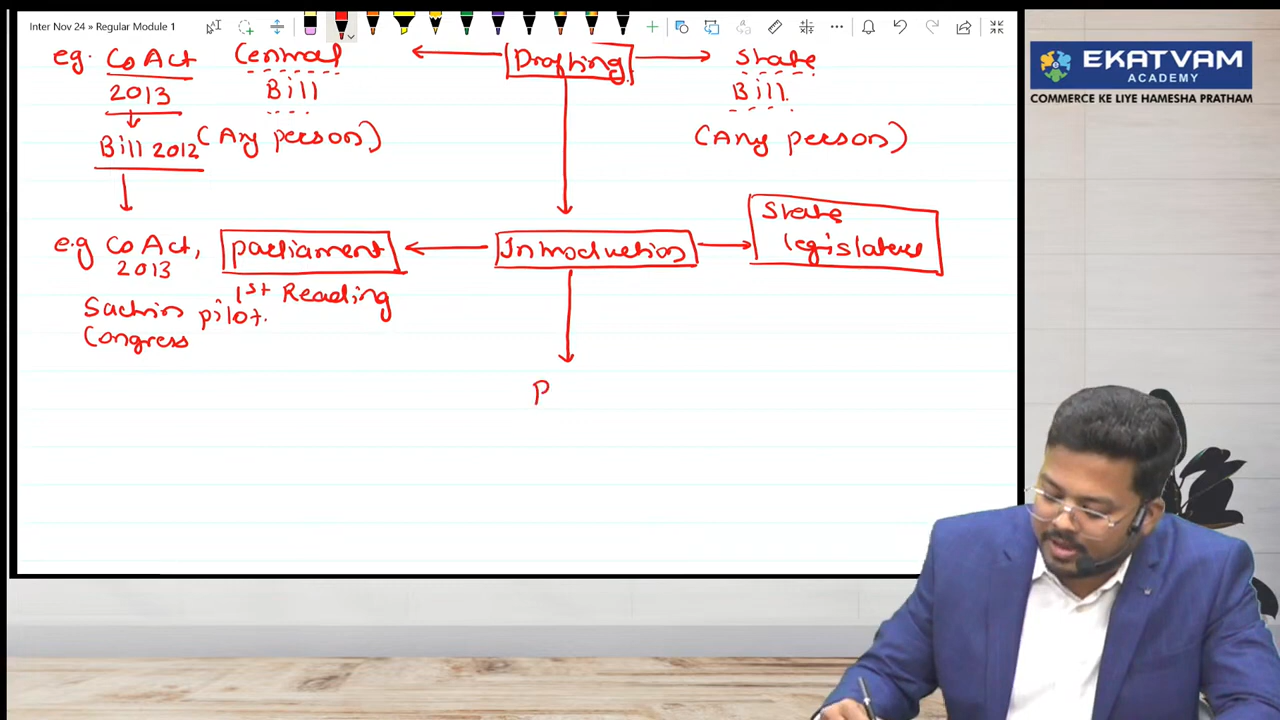 Inter Nov 24 » Regular Module 1
EKATVAM
ACADEMY
COMMERCE KE LIYE HAMESHA PRATHAM
eg. Co Act Central Drafting State
2013 Bill Bill
Bill 2012 (Any person) (Any person)
e.g Co Act, parliament Introduction State
2013 legislature
1st Reading
Sachin pilot.
Congress
P